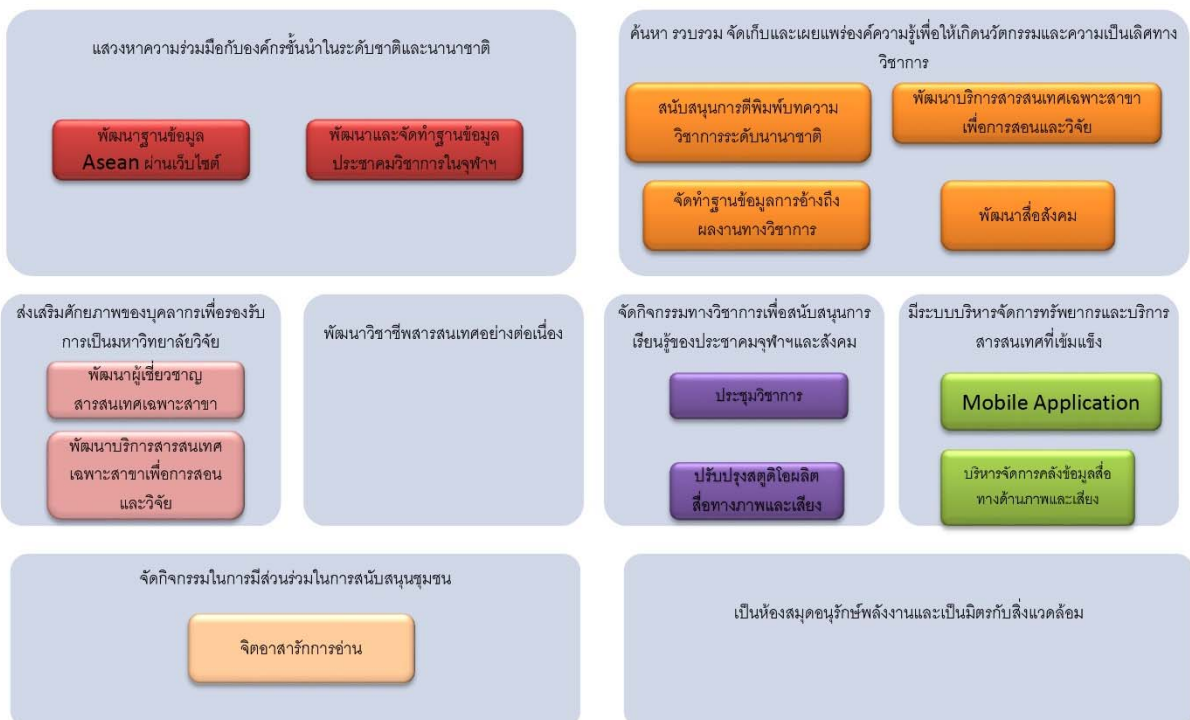 แสวงหาความร่วมมือกับองค์กรชั้นนำในระดับชาติและนานาชาติ
พัฒนาฐานข้อมูล
Asean ผ่านเว็บไซต์
พัฒนาและจัดทำฐานข้อมูล
ประชาคมวิชาการในจุฬาฯ
ค้นหา รวบรวม จัดเก็บและเผยแพร่องค์ความรู้เพื่อให้เกิดนวัตกรรมและความเป็นเลิศทาง
วิชาการ
สนับสนุนการตีพิมพ์บทความ
วิชาการระดับนานาชาติ
พัฒนาบริการสารสนเทศเฉพาะสาขา
เพื่อการสอนและวิจัย
จัดทำฐานข้อมูลการอ้างถึง
ผลงานทางวิชาการ
พัฒนาสื่อสังคม
ส่งเสริมศักยภาพของบุคลากรเพื่อรองรับ
การเป็นมหาวิทยาลัยวิจัย
พัฒนาผู้เชี่ยวชาญ
สารสนเทศเฉพาะสาขา
พัฒนาบริการสารสนเทศ
เฉพาะสาขาเพื่อการสอน
และวิจัย
พัฒนาวิชาชีพสารสนเทศอย่างต่อเนื่อง
จัดกิจกรรมทางวิชาการเพื่อสนับสนุนการ
เรียนรู้ของประชาคมจุฬาฯและสังคม
ประชุมวิชาการ
ปรับปรุงสตูดิโอผลิต
สื่อทางภาพและเสียง
มีระบบบริหารจัดการทรัพยากรและบริการ
สารสนเทศที่เข้มแข็ง
Mobile Application
บริหารจัดการคลังข้อมูลสื่อ
ทางด้านภาพและเสียง
จัดกิจกรรมในการมีส่วนร่วมในการสนับสนุนชุมชน
จิตอาสารักการอ่าน
เป็นห้องสมุดอนุรักษ์พลังงานและเป็นมิตรกับสิ่งแวดล้อม